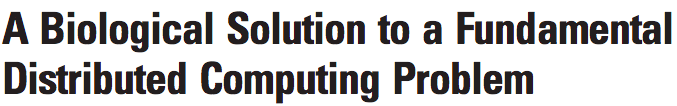 A Biological Solution to a Fundamental
Distributed Computing Problem